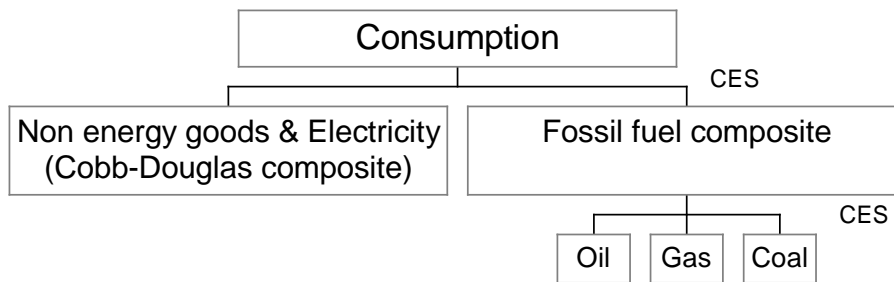 Consumption
CES
Non energy goods & Electricity
(Cobb-Douglas composite)
Fossil fuel composite
CES
Oil
Gas
Coal